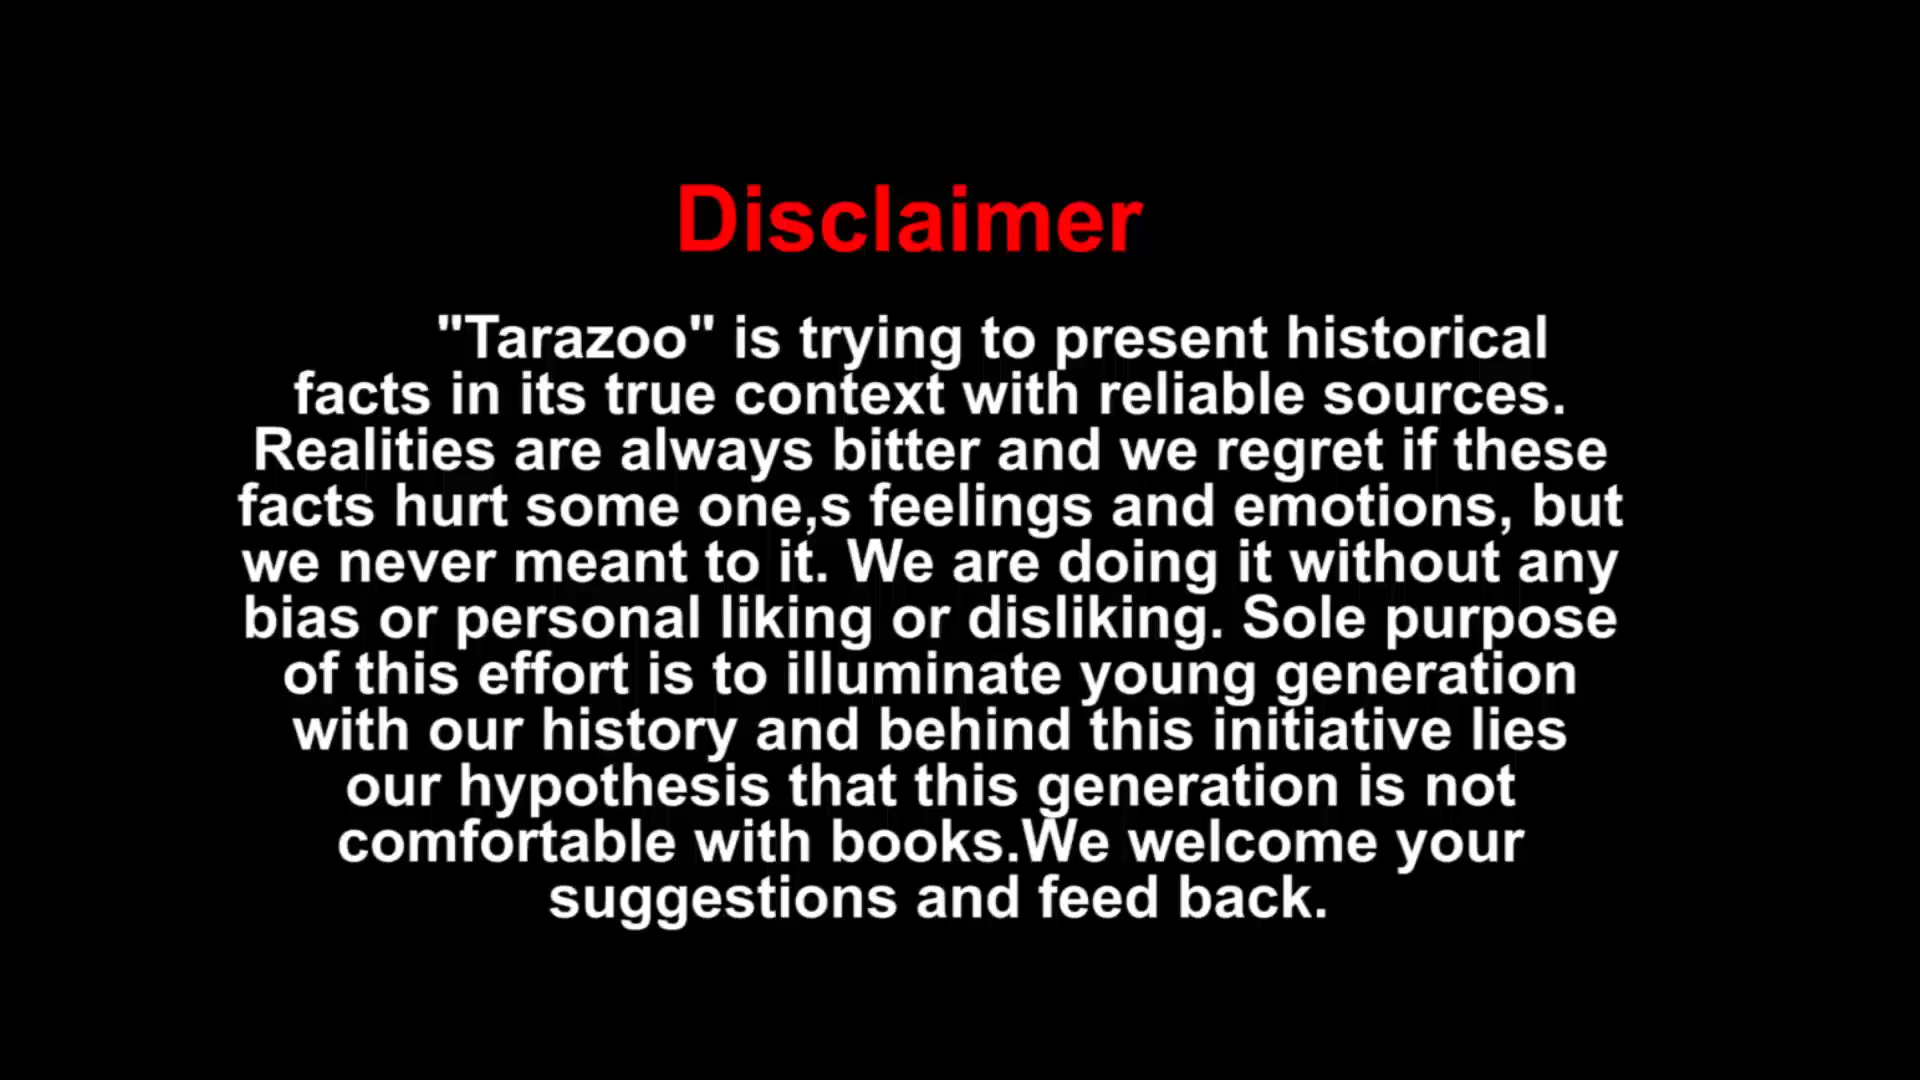 Disclaimer
"Tarazoo" is trying to present historical
facts in its true context with reliable sources.
Realities are always bitter and we regret if these
facts hurt some one,s feelings and emotions, but
we never meant to it. We are doing it without any
bias or personal liking or disliking. Sole purpose
of this effort is to illuminate young generation
with our history and behind this initiative lies
our hypothesis that this generation is not
comfortable with books.We welcome your
suggestions and feed back.